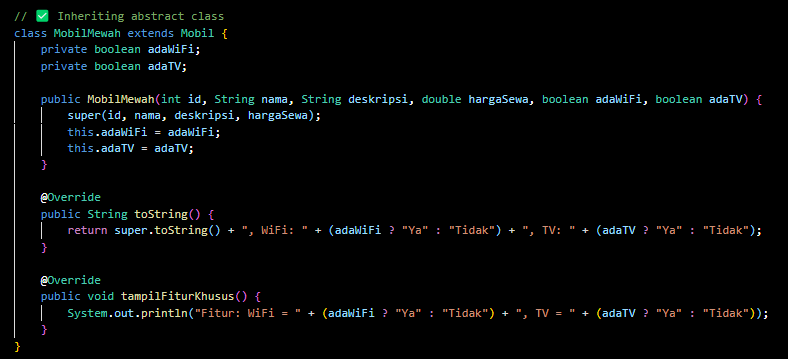 // ✅ Inheriting abstract class
class MobilMewah extends Mobil {
    private boolean adaWiFi;
    private boolean adaTV;

    public MobilMewah(int id, String nama, String deskripsi, double hargaSewa, boolean adaWiFi, boolean adaTV) {
        super(id, nama, deskripsi, hargaSewa);
        this.adaWiFi = adaWiFi;
        this.adaTV = adaTV;
    }

    @Override
    public String toString() {
        return super.toString() + ", WiFi: " + (adaWiFi ? "Ya" : "Tidak") + ", TV: " + (adaTV ? "Ya" : "Tidak");
    }

    @Override
    public void tampilFiturKhusus() {
        System.out.println("Fitur: WiFi = " + (adaWiFi ? "Ya" : "Tidak") + ", TV = " + (adaTV ? "Ya" : "Tidak"));
    }
}